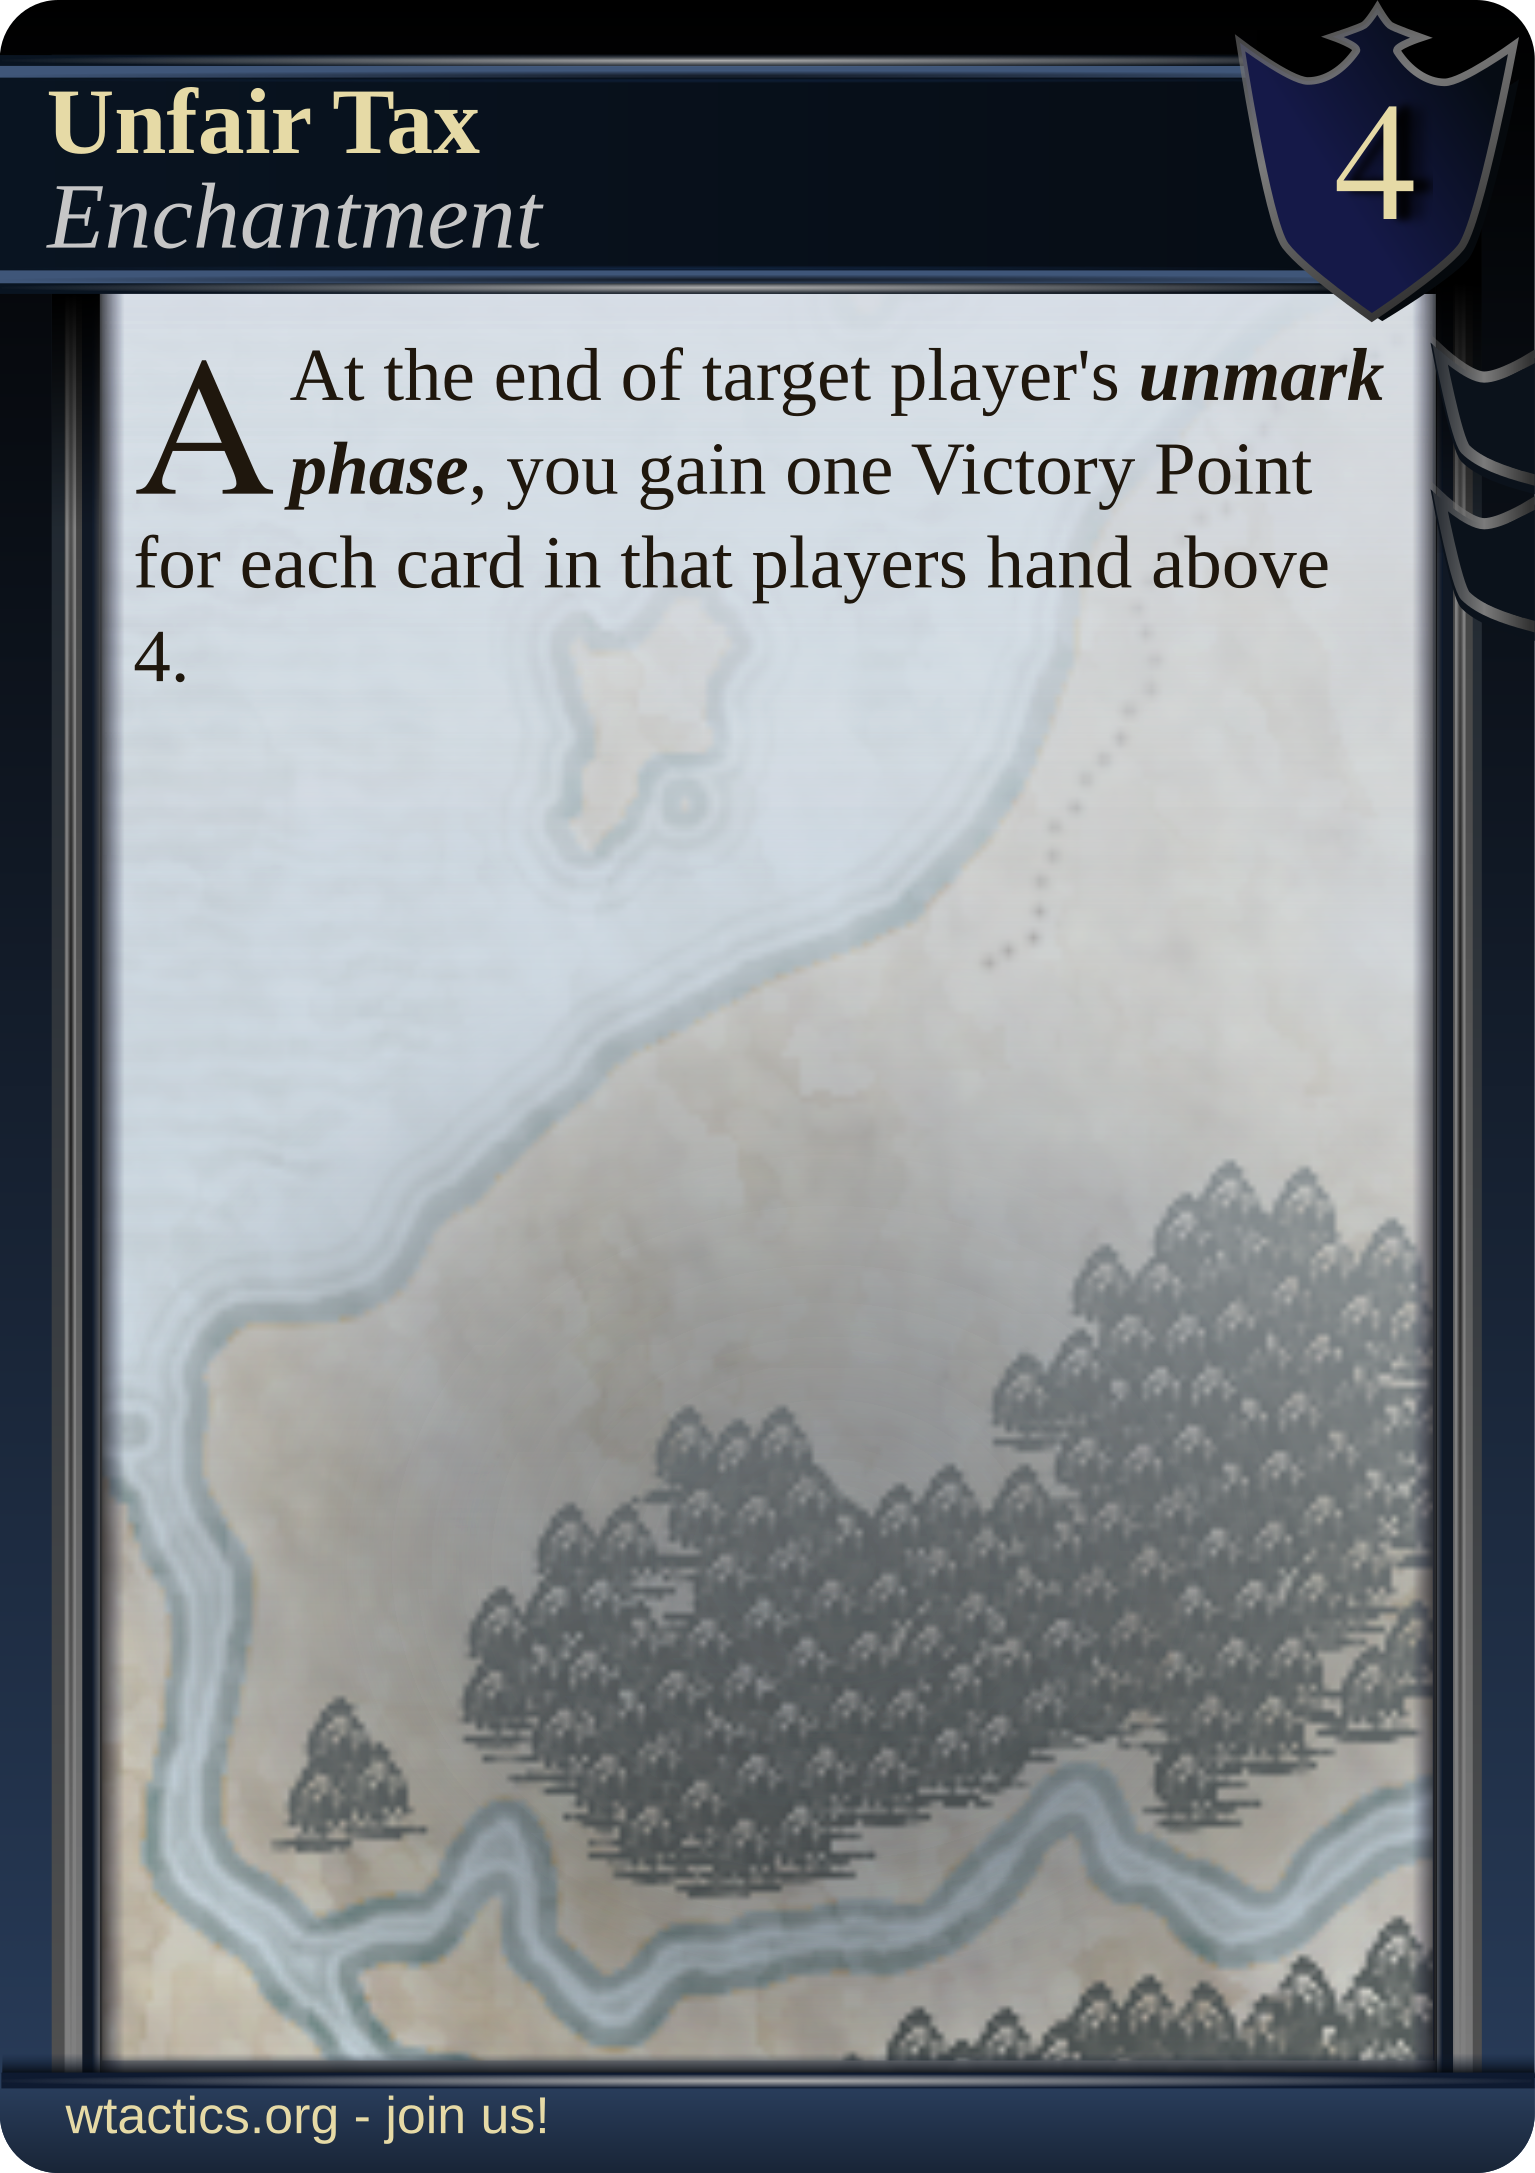 Unfair Tax
Enchantment
4
A At the end of target player's unmark
phase, you gain one Victory Point
for each card in that players hand above
4.
wtactics.org - join us!